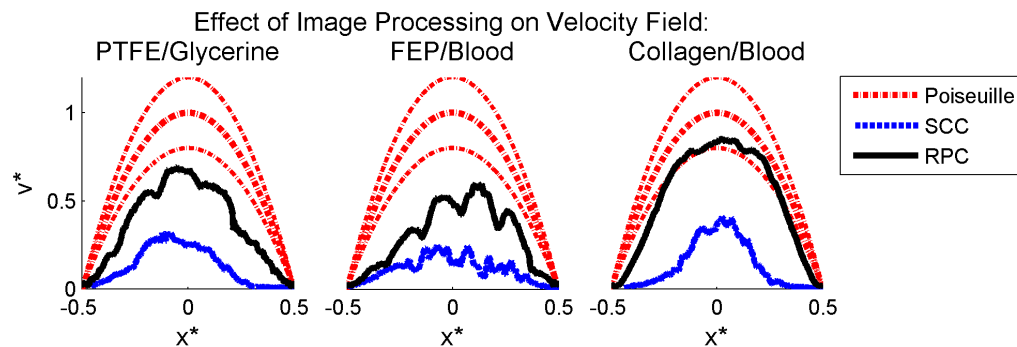 Effect of Image Processing on Velocity Field:
PTFE/Glycerine
FEP/Blood
Collagen/Blood
v*
1
0.5
0
-0.5
0
0.5
x*
-0.5
0
0.5
x*
-0.5
0
0.5
x*
Poiseuille
SCC
RPC